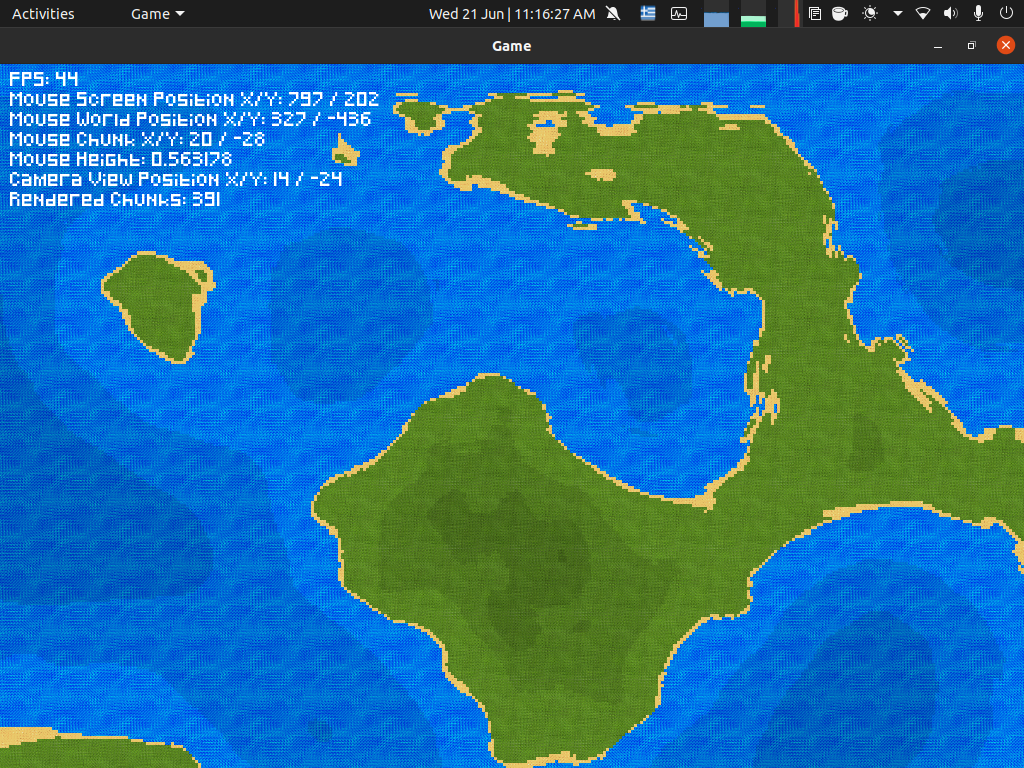 Activities Game Wed 21 Jun | 11:16:27 AM
Game
FPS: 44
Mouse Screen Position X/Y: 797 / 202
Mouse World Position X/Y: 327 / -436
Mouse Chunk X/Y: 20 / -28
Mouse Height: 0.563178
Camera View Position X/Y: 14 / -24
Rendered Chunks: 391